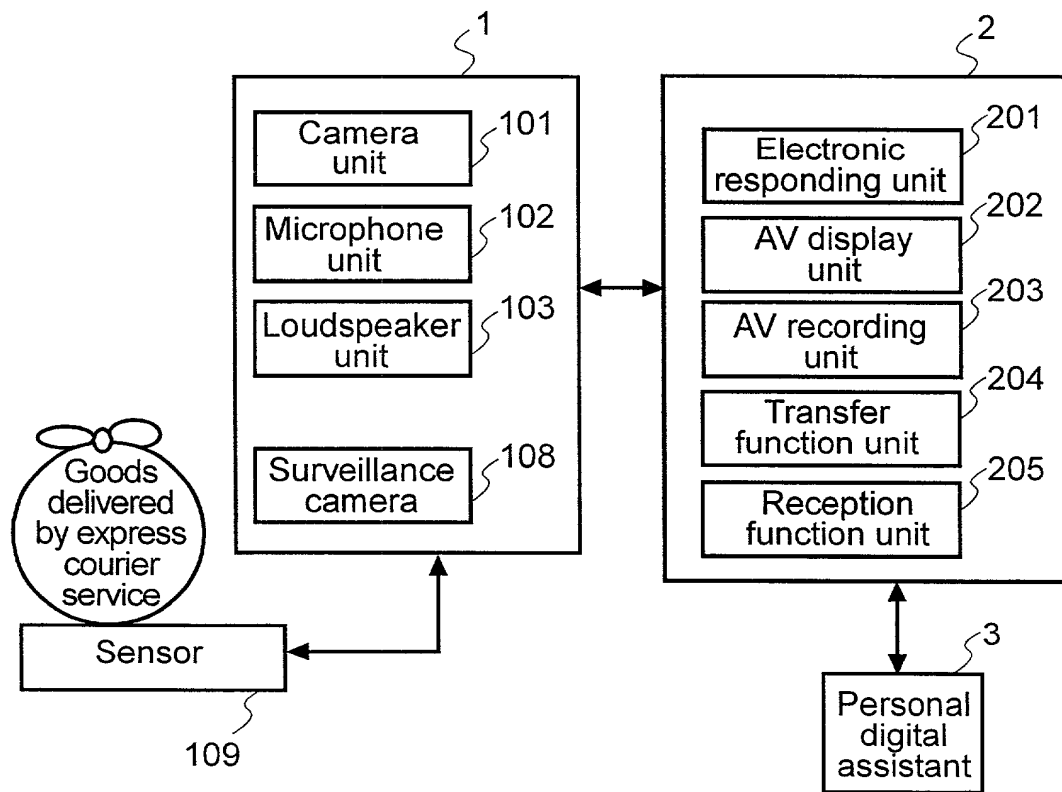 1
Camera
unit
101
Microphone
unit
102
Loudspeaker
unit
103
Surveillance
camera
108
Goods
delivered
by express
courier
service
Sensor
109
2
Electronic
responding unit
201
AV display
unit
202
AV recording
unit
203
Transfer
function unit
204
Reception
function unit
205
3
Personal
digital
assistant